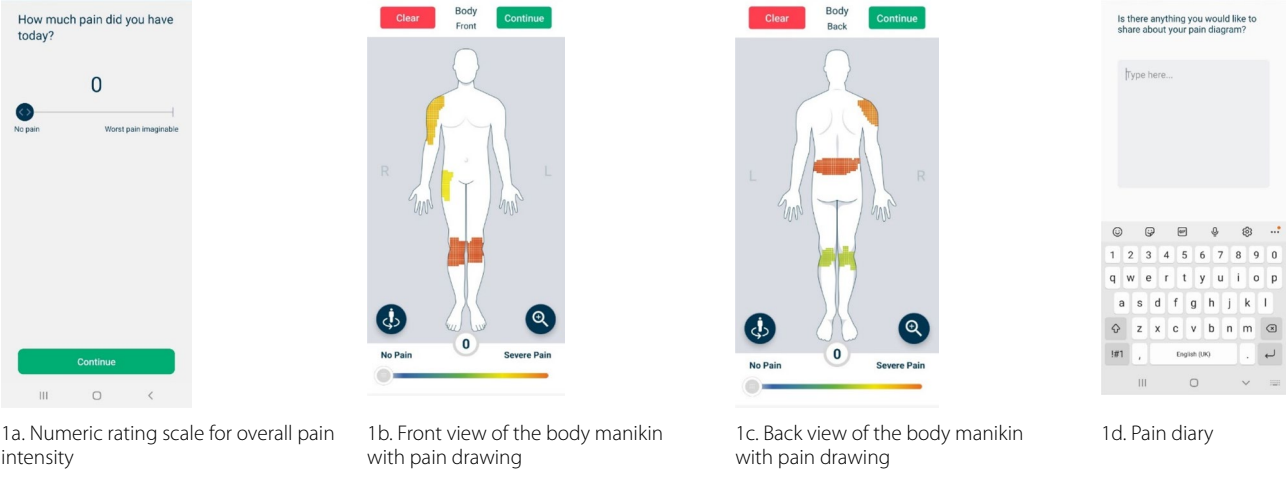 How much pain did you have
today?
0
No pain
Worst pain imaginable
Continue
1a. Numeric rating scale for overall pain
intensity
Clear
Body
Front
Continue
R
L
0
No Pain
Severe Pain
1b. Front view of the body manikin
with pain drawing
Clear
Body
Back
Continue
L
R
0
No Pain
Severe Pain
1c. Back view of the body manikin
with pain drawing
Is there anything you would like to
share about your pain diagram?
Type here...
1 2 3 4 5 6 7 8 9 0
q w e r t y u i o p
a s d f g h j k l
z x c v b n m
!#1 , English (UK) .
1d. Pain diary